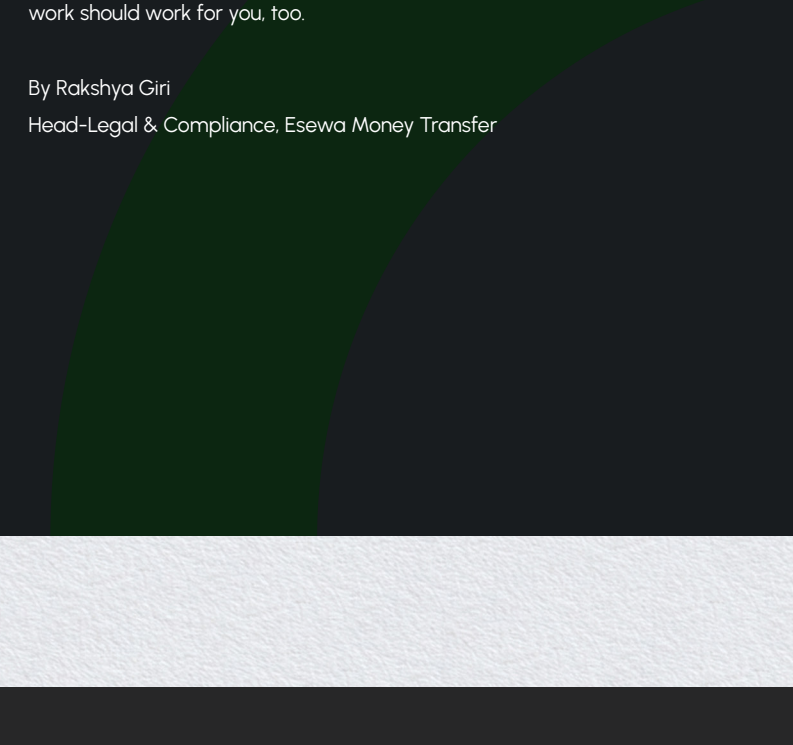 work should work for you, too.
By Rakshya Giri
Head-Legal & Compliance, Esewa Money Transfer